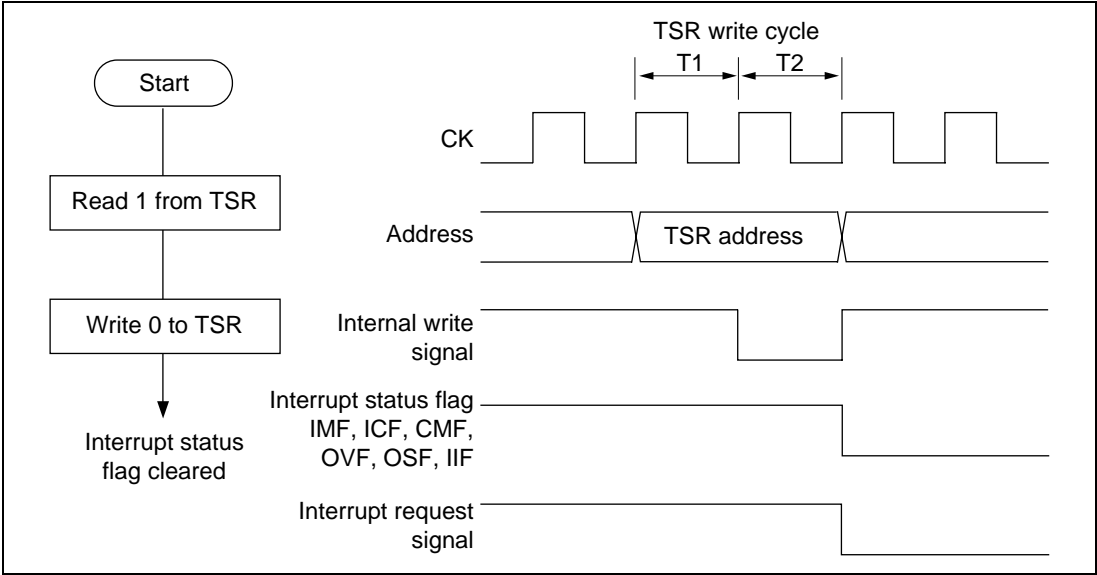 Start
Read 1 from TSR
Write 0 to TSR
Interrupt status
flag cleared
TSR write cycle
T1
T2
CK
Address
TSR address
Internal write
signal
Interrupt status flag
IMF, ICF, CMF,
OVF, OSF, IIF
Interrupt request
signal